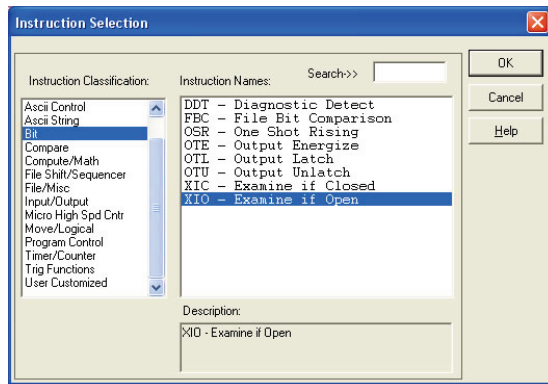 Instruction Selection
Instruction Classification:
Ascii Control
Ascii String
Bit
Compare
Compute/Math
File Shift/Sequencer
File/Misc
Input/Output
Micro High Spd Cntr
Move/Logical
Program Control
Timer/Counter
Trig Functions
User Customized
Instruction Names:
Search->>
DDT - Diagnostic Detect
FBC - File Bit Comparison
OSR - One Shot Rising
OTE - Output Energize
OTL - Output Latch
OTU - Output Unlatch
XIC - Examine if Closed
XIO - Examine if Open
Description:
XIO - Examine if Open
OK
Cancel
Help